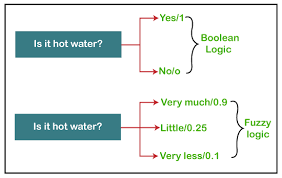 Is it hot water?
Yes/1
No/o
Boolean
Logic
Is it hot water?
Very much/0.9
Little/0.25
Very less/0.1
Fuzzy
logic